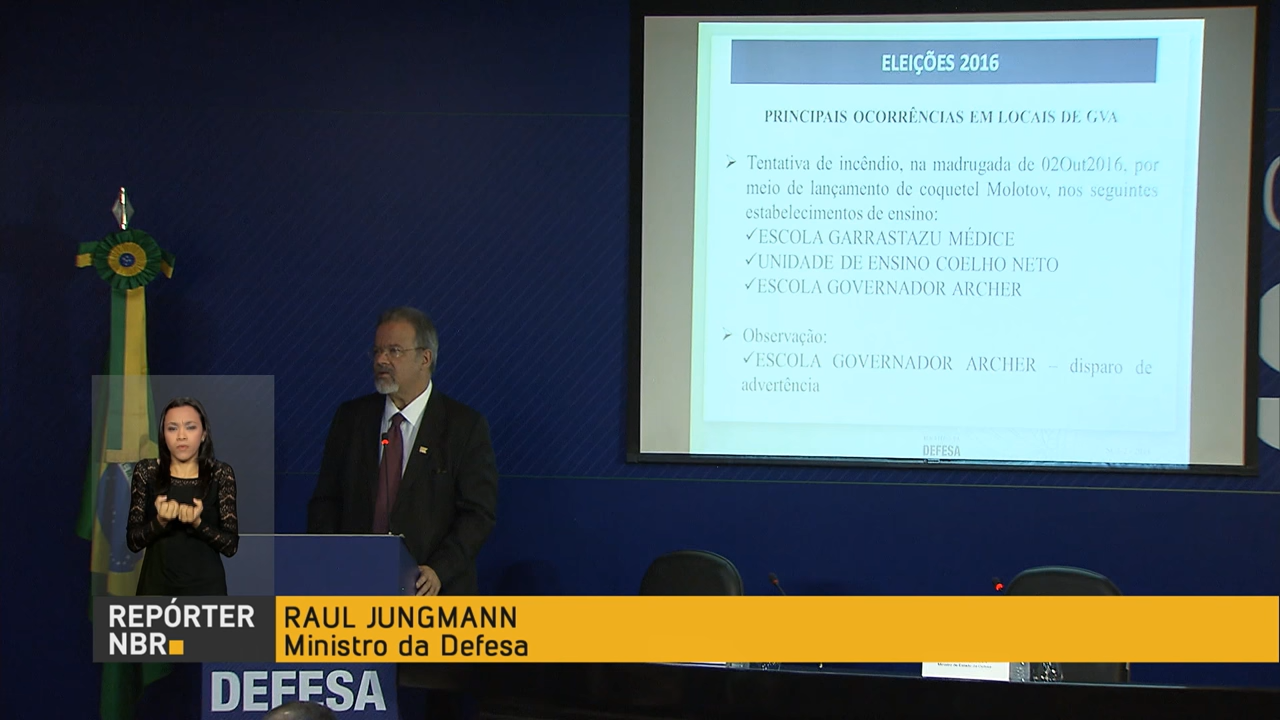 ELEIÇÕES 2016
PRINCIPAIS OCORRÊNCIAS EM LOCAIS DE GVA
Tentativa de incêndio, na madrugada de 02Out2016, por
meio de lançamento de coquetel Molotov, nos seguintes
estabelecimentos de ensino:
✓ESCOLA GARRASTAZU MÉDICE
✓UNIDADE DE ENSINO COELHO NETO
✓ESCOLA GOVERNADOR ARCHER
Observação:
✓ESCOLA GOVERNADOR ARCHER – disparo de
advertência
DEFESA
REPÓRTER
NBR
RAUL JUNGMANN
Ministro da Defesa
DEFESA